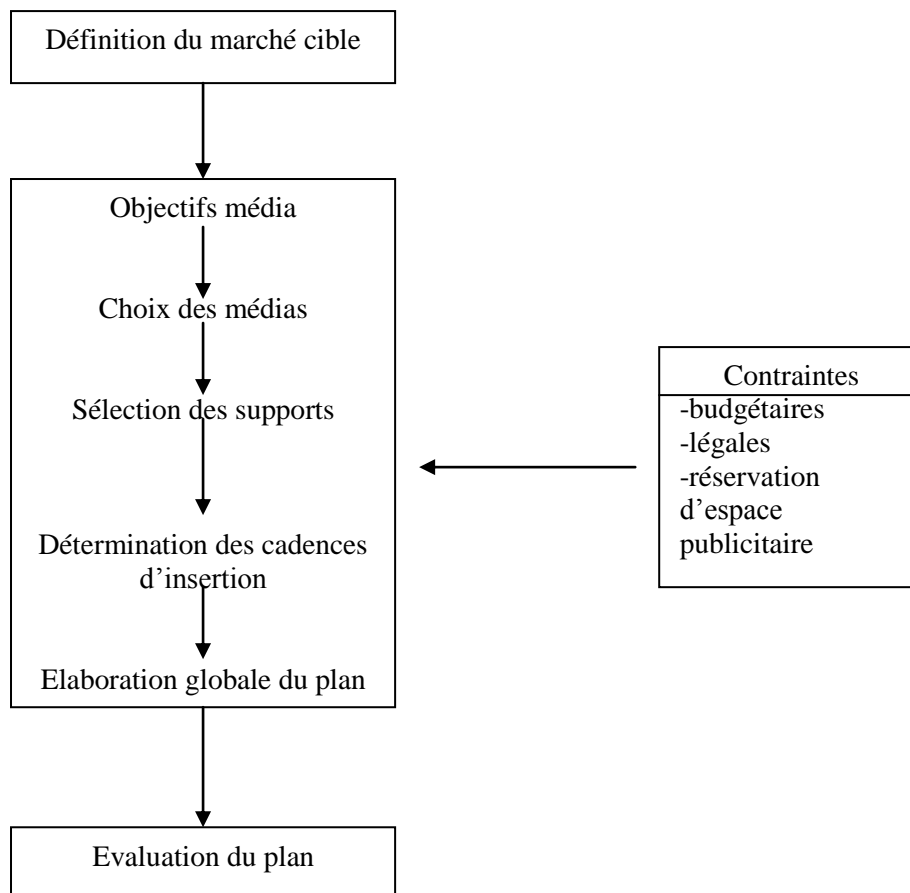 Définition du marché cible
Objectifs média
Choix des médias
Sélection des supports
Détermination des cadences
d’insertion
Elaboration globale du plan
Evaluation du plan
Contraintes
-budgétaires
-légales
-réservation
d’espace
publicitaire